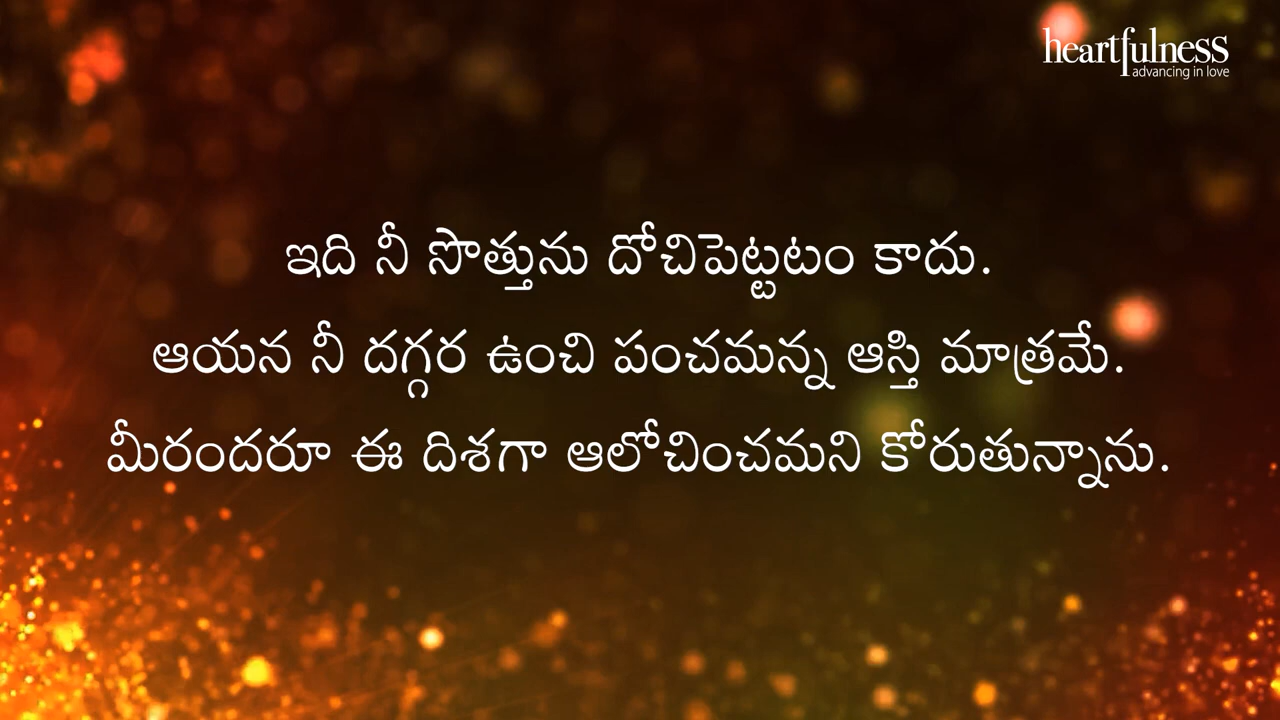 heartfulness
advancing in love
ఇది నీ సొత్తును దోచిపెట్టటం కాదు.
ఆయన నీ దగ్గర ఉంచి పంచమన్న ఆస్తి మాత్రమే.
మీరందరూ ఈ దిశగా ఆలోచించమని కోరుతున్నాను.